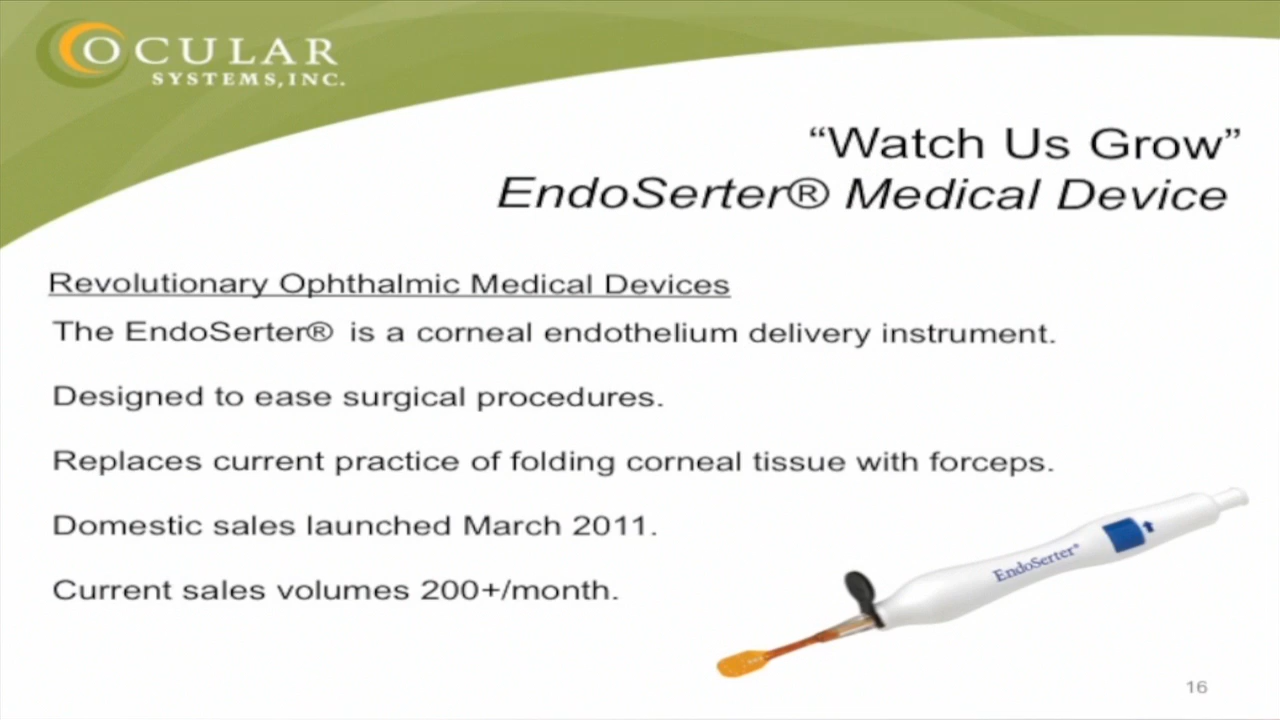 OCULAR
SYSTEMS, INC.
“Watch Us Grow”
EndoSerter® Medical Device
Revolutionary Ophthalmic Medical Devices
The EndoSerter® is a corneal endothelium delivery instrument.
Designed to ease surgical procedures.
Replaces current practice of folding corneal tissue with forceps.
Domestic sales launched March 2011.
Current sales volumes 200+/month.
EndoSerter®
16